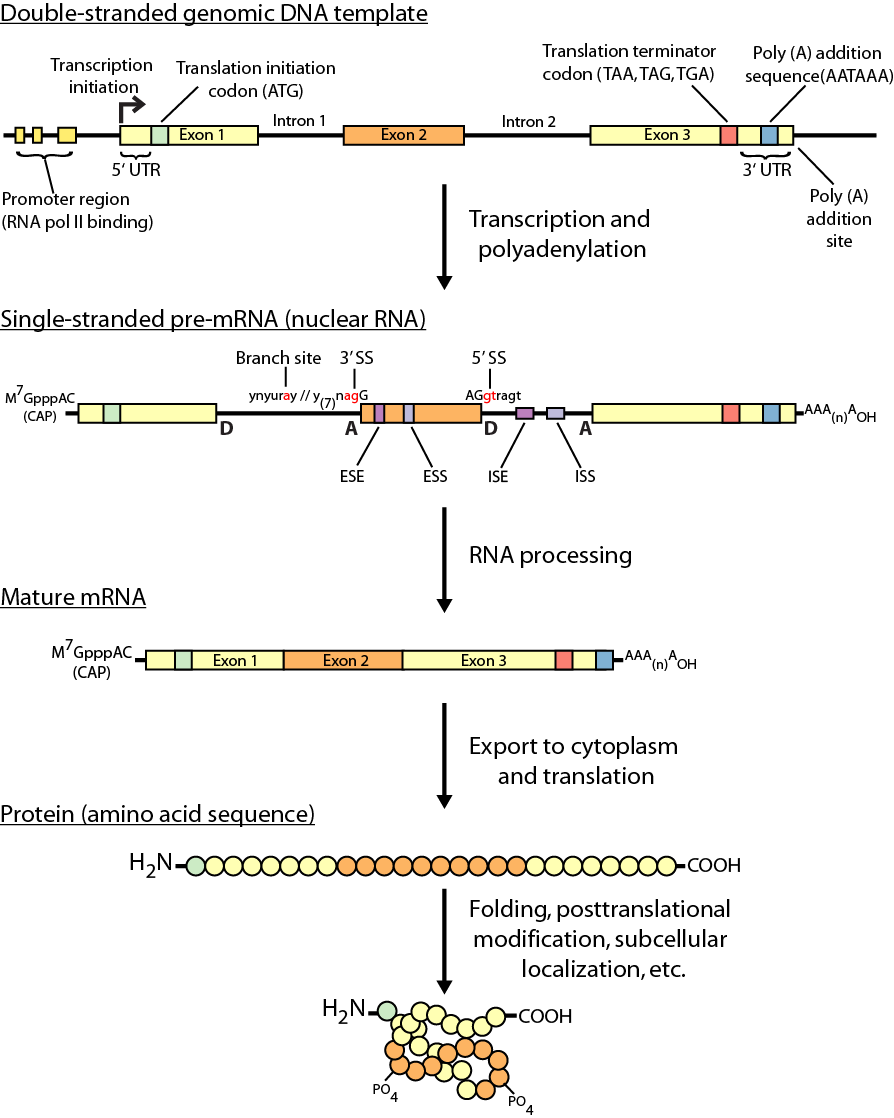 Double-stranded genomic DNA template
Transcription
initiation
Translation initiation
codon (ATG)
Translation terminator
codon (TAA, TAG, TGA)
Poly (A) addition
sequence(AATAAA)
Exon 1
Intron 1
Exon 2
Intron 2
Exon 3
5' UTR
3' UTR
Promoter region
(RNA pol II binding)
Poly (A)
addition
site
Transcription and
polyadenylation
Single-stranded pre-mRNA (nuclear RNA)
Branch site
3' SS
5' SS
M7GpppAC
(CAP)
ynyuray // y(7)nagG
AGgtragt
AAA(n)AOH
D
A
D
A
ESE
ESS
ISE
ISS
RNA processing
Mature mRNA
M7GpppAC
(CAP)
Exon 1
Exon 2
Exon 3
AAA(n)AOH
Export to cytoplasm
and translation
Protein (amino acid sequence)
H2N
COOH
Folding, posttranslational
modification, subcellular
localization, etc.
H2N
COOH
PO4
PO4